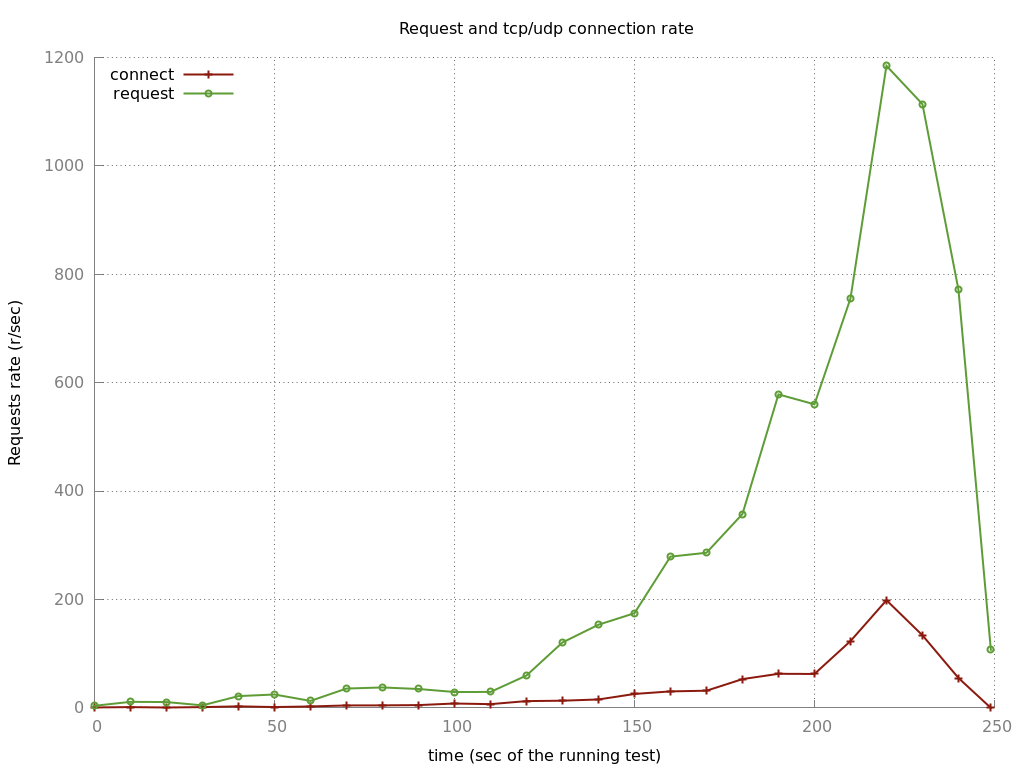 Request and tcp/udp connection rate
connect
request
1200
1000
800
600
400
200
0
Requests rate (r/sec)
0 50 100 150 200 250
time (sec of the running test)